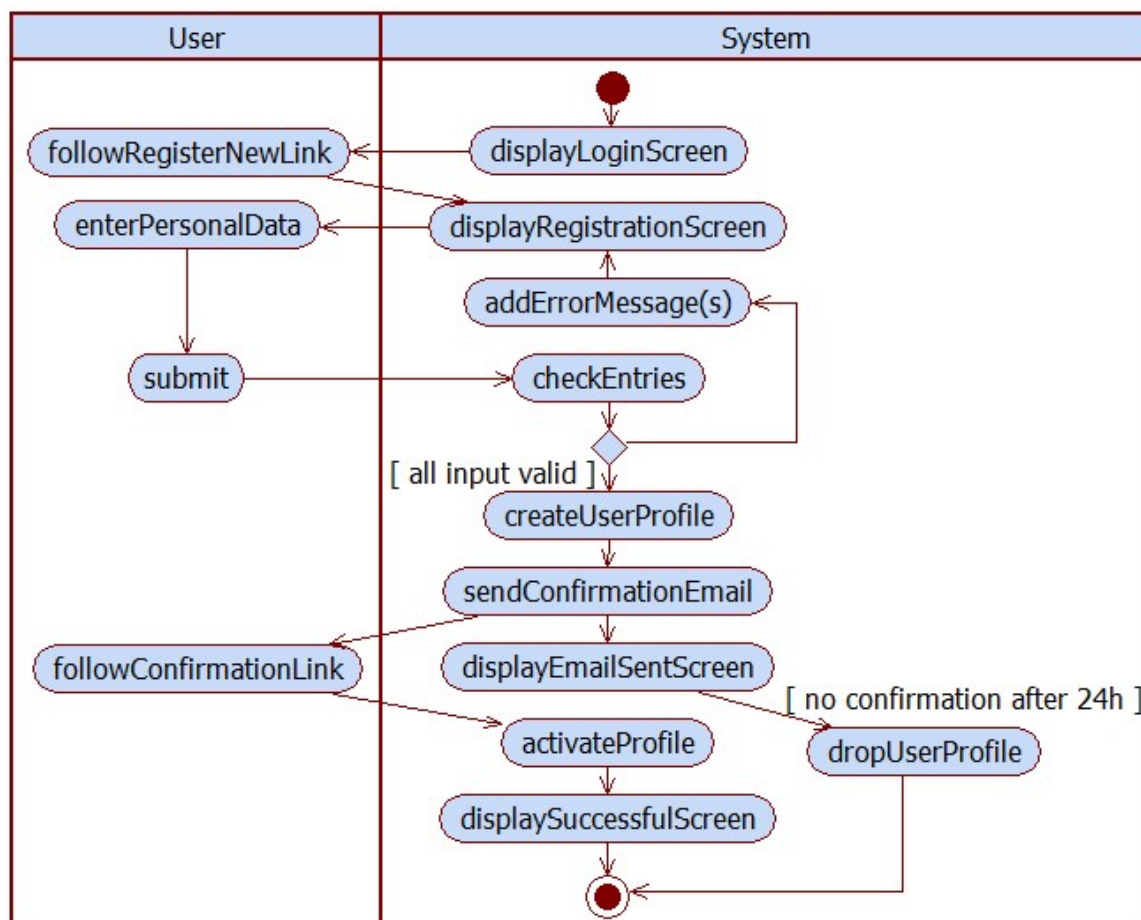 User
System
displayLoginScreen
followRegisterNewLink
displayRegistrationScreen
enterPersonalData
addErrorMessage(s)
submit
checkEntries
[ all input valid ]
createUserProfile
sendConfirmationEmail
followConfirmationLink
displayEmailSentScreen
[ no confirmation after 24h ]
activateProfile
dropUserProfile
displaySuccessfulScreen